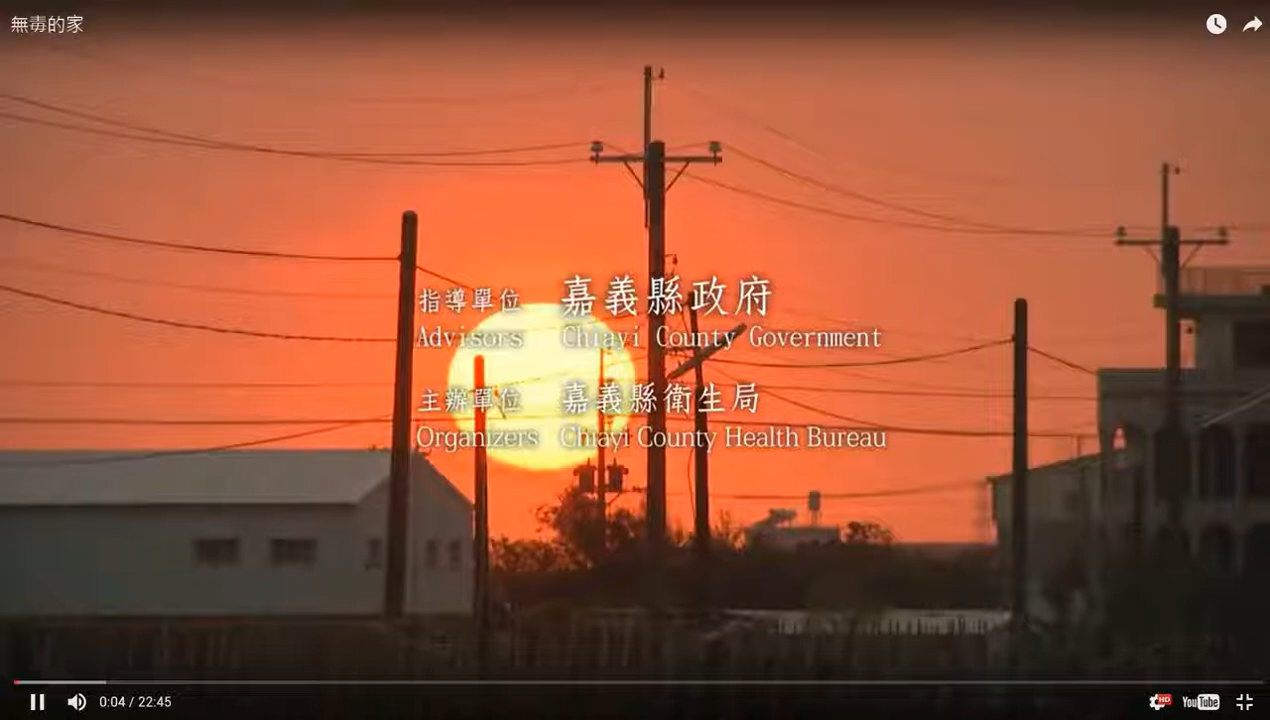 無毒的家
指導單位 嘉義縣政府
Advisors Chiayi County Government
主辦單位 嘉義縣衛生局
Organizers Chiayi County Health Bureau
0:04 / 22:45
HD
YouTube